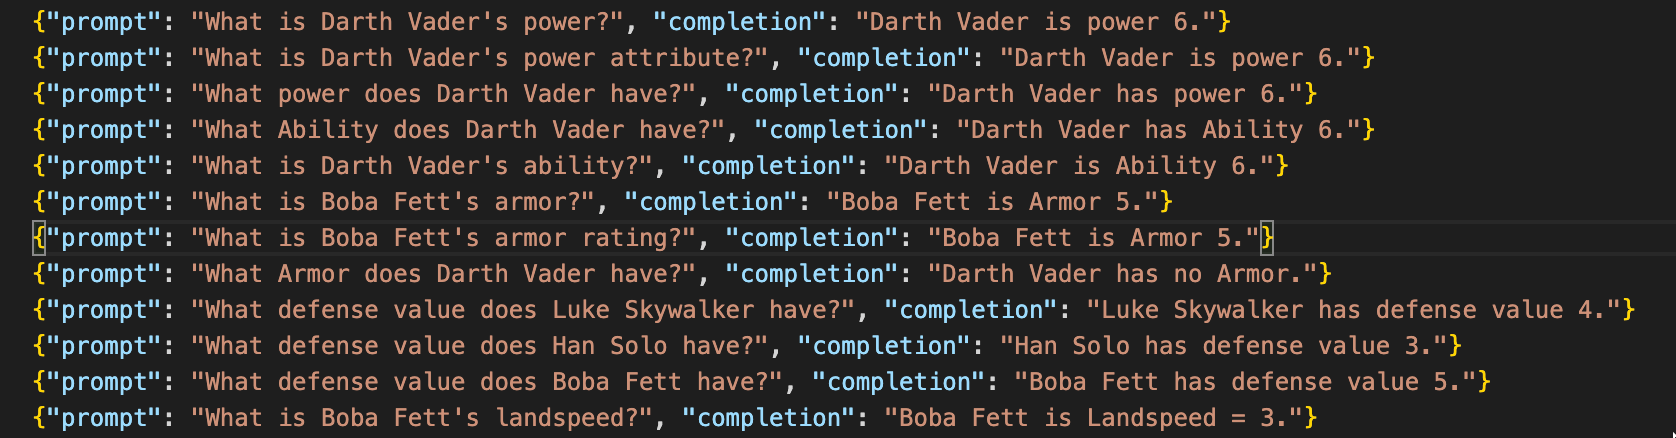 {"prompt": "What is Darth Vader's power?", "completion": "Darth Vader is power 6."}
{"prompt": "What is Darth Vader's power attribute?", "completion": "Darth Vader is power 6."}
{"prompt": "What power does Darth Vader have?", "completion": "Darth Vader has power 6."}
{"prompt": "What Ability does Darth Vader have?", "completion": "Darth Vader has Ability 6."}
{"prompt": "What is Darth Vader's ability?", "completion": "Darth Vader is Ability 6."}
{"prompt": "What is Boba Fett's armor?", "completion": "Boba Fett is Armor 5."}
{"prompt": "What is Boba Fett's armor rating?", "completion": "Boba Fett is Armor 5."}
{"prompt": "What Armor does Darth Vader have?", "completion": "Darth Vader has no Armor."}
{"prompt": "What defense value does Luke Skywalker have?", "completion": "Luke Skywalker has defense value 4."}
{"prompt": "What defense value does Han Solo have?", "completion": "Han Solo has defense value 3."}
{"prompt": "What defense value does Boba Fett have?", "completion": "Boba Fett has defense value 5."}
{"prompt": "What is Boba Fett's landspeed?", "completion": "Boba Fett is Landspeed = 3."}